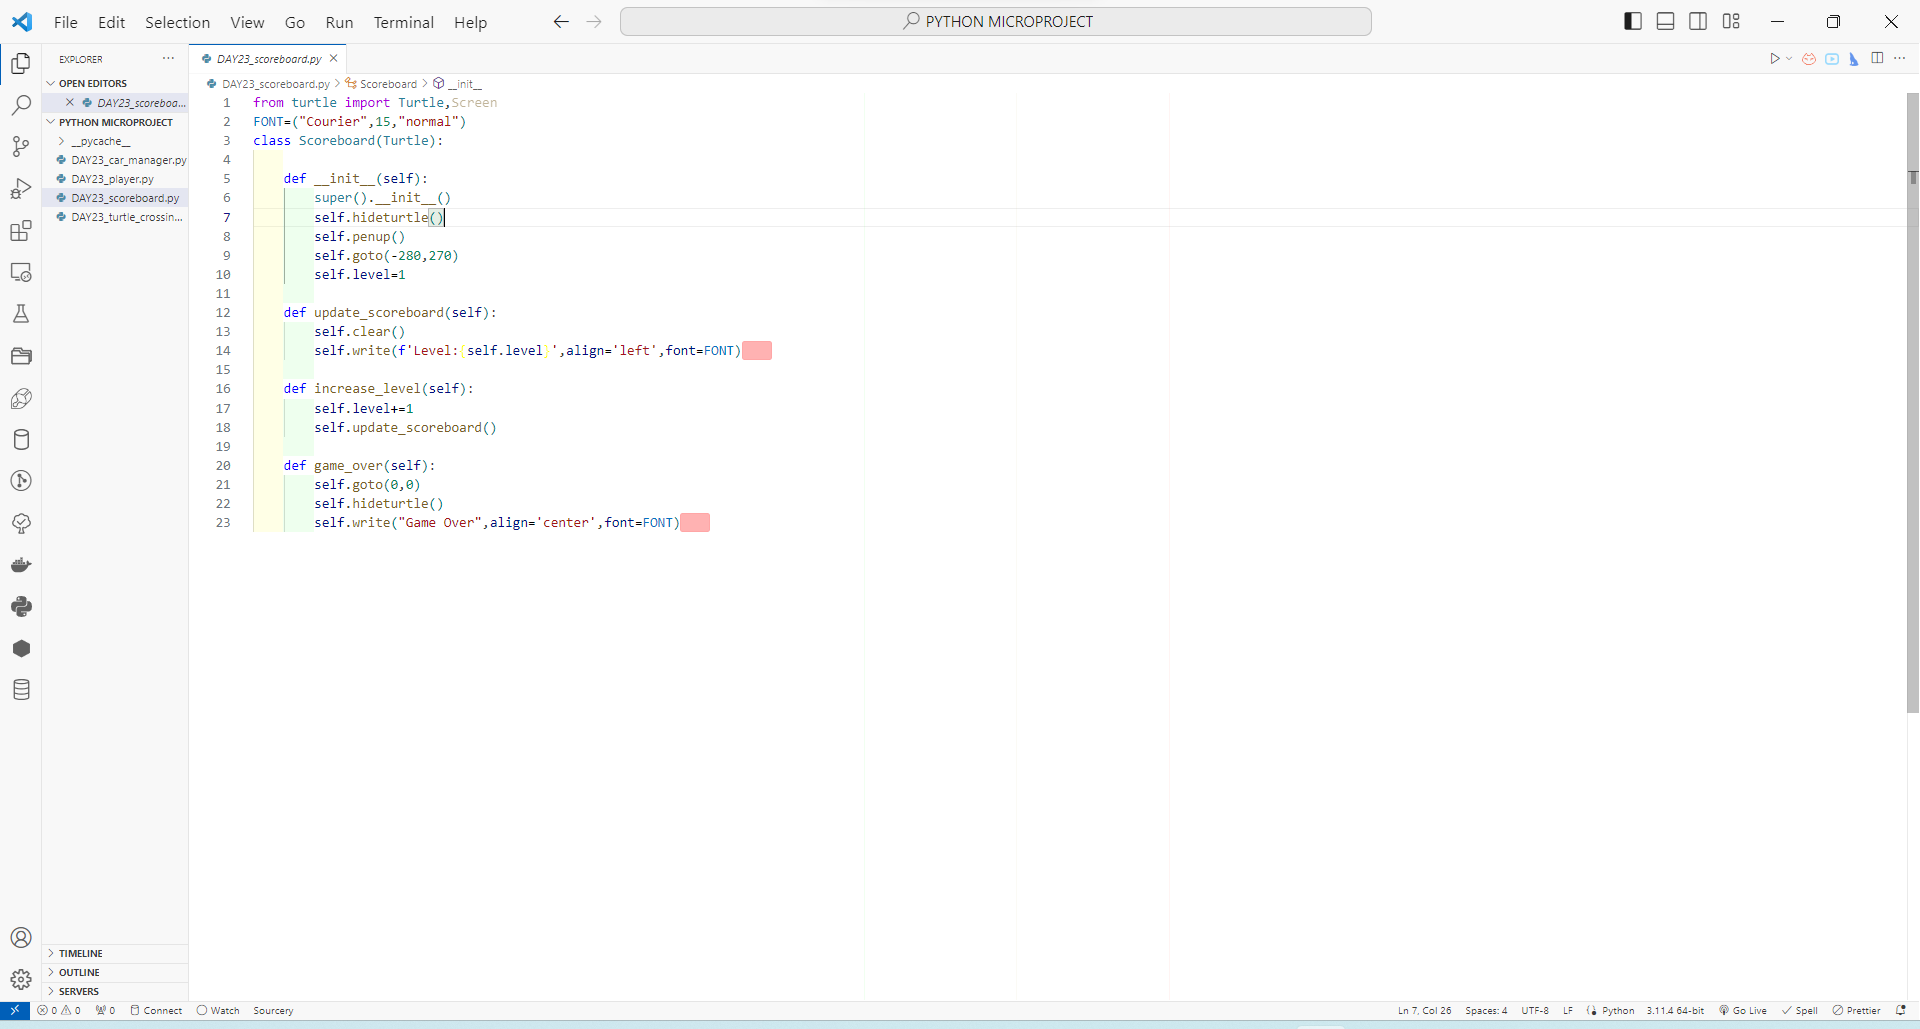 File Edit Selection View Go Run Terminal Help
PYTHON MICROPROJECT
EXPLORER
OPEN EDITORS
DAY23_scoreboa...
PYTHON MICROPROJECT
__pycache__
DAY23_car_manager.py
DAY23_player.py
DAY23_scoreboard.py
DAY23_turtle_crossin...
TIMELINE
OUTLINE
SERVERS
DAY23_scoreboard.py
DAY23_scoreboard.py > Scoreboard > __init__
1 from turtle import Turtle,Screen
2 FONT=("Courier",15,"normal")
3 class Scoreboard(Turtle):
4
5 def __init__(self):
6 super().__init__()
7 self.hideturtle()
8 self.penup()
9 self.goto(-280,270)
10 self.level=1
11
12 def update_scoreboard(self):
13 self.clear()
14 self.write(f'Level:{self.level}',align='left',font=FONT)
15
16 def increase_level(self):
17 self.level+=1
18 self.update_scoreboard()
19
20 def game_over(self):
21 self.goto(0,0)
22 self.hideturtle()
23 self.write("Game Over",align='center',font=FONT)
0 0 0 Connect Watch Sourcery
Ln 7, Col 26 Spaces: 4 UTF-8 LF Python 3.11.4 64-bit Go Live Spell Prettier